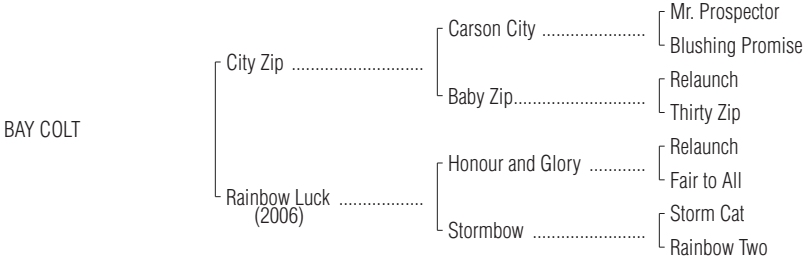 Mr. Prospector
Carson City ......................
Blushing Promise
City Zip ............................
Relaunch
Baby Zip............................
Thirty Zip
BAY COLT
Relaunch
Honour and Glory ............
Fair to All
Rainbow Luck ..................
(2006)
Storm Cat
Stormbow ........................
Rainbow Two